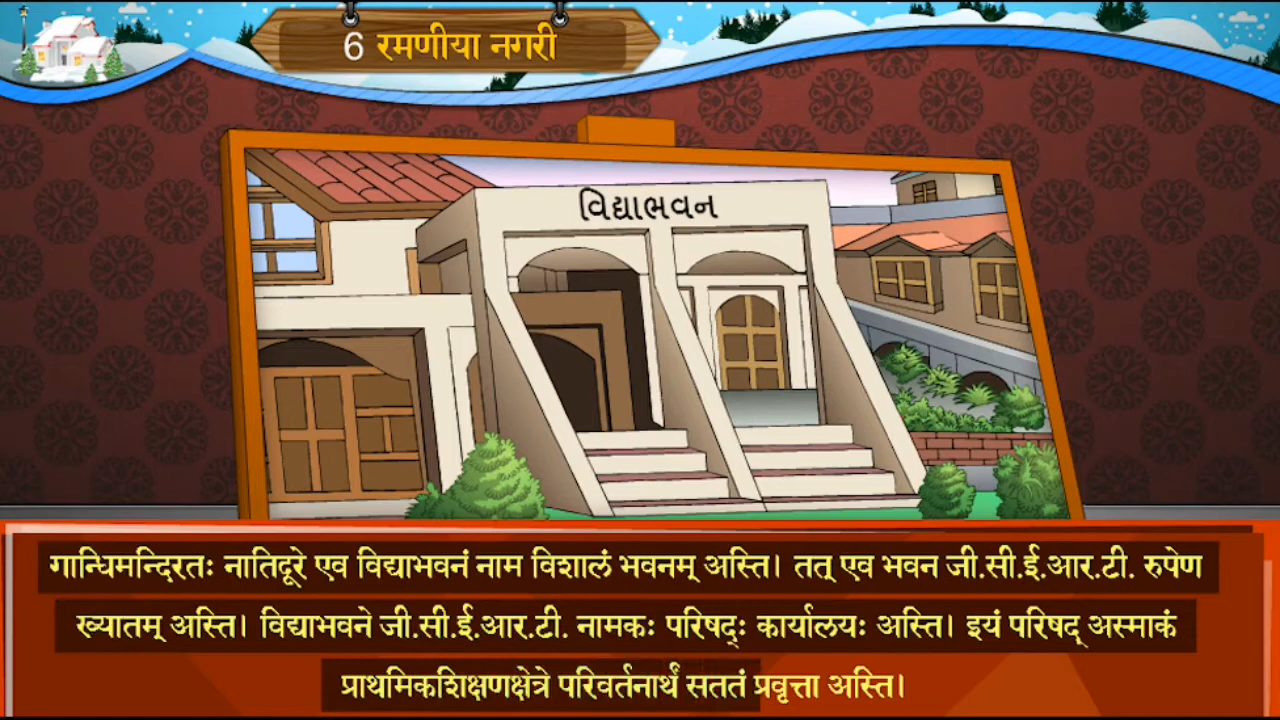 6 रमणीया नगरी
વિદ્યાભવન
गान्धिमन्दिरतः नातिदूरे एव विद्याभवनं नाम विशालं भवनम् अस्ति। तत् एव भवन जी.सी.ई.आर.टी. रुपेण
ख्यातम् अस्ति। विद्याभवने जी.सी.ई.आर.टी. नामकः परिषद्ः कार्यालयः अस्ति। इयं परिषद् अस्माकं
प्राथमिकशिक्षणक्षेत्रे परिवर्तनार्थं सततं प्रवृत्ता अस्ति।